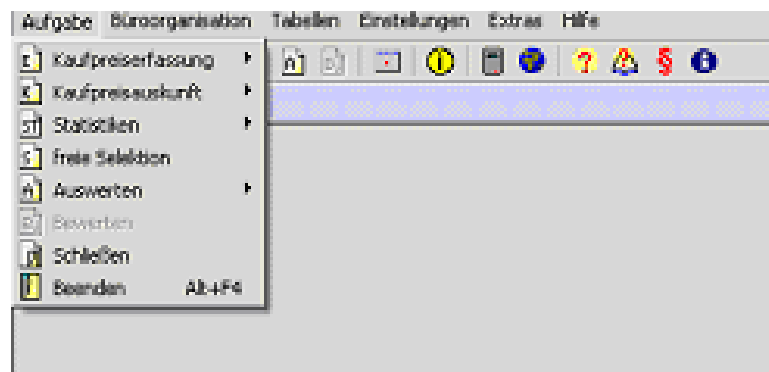 Aufgabe Büroorganisation Tabellen Einstellungen Extras Hilfe
Kaufpreiserfassung
Kaufpreisauskunft
Statistiken
freie Selektion
Auswerten
Bewerten
Schließen
Beenden Alt+F4